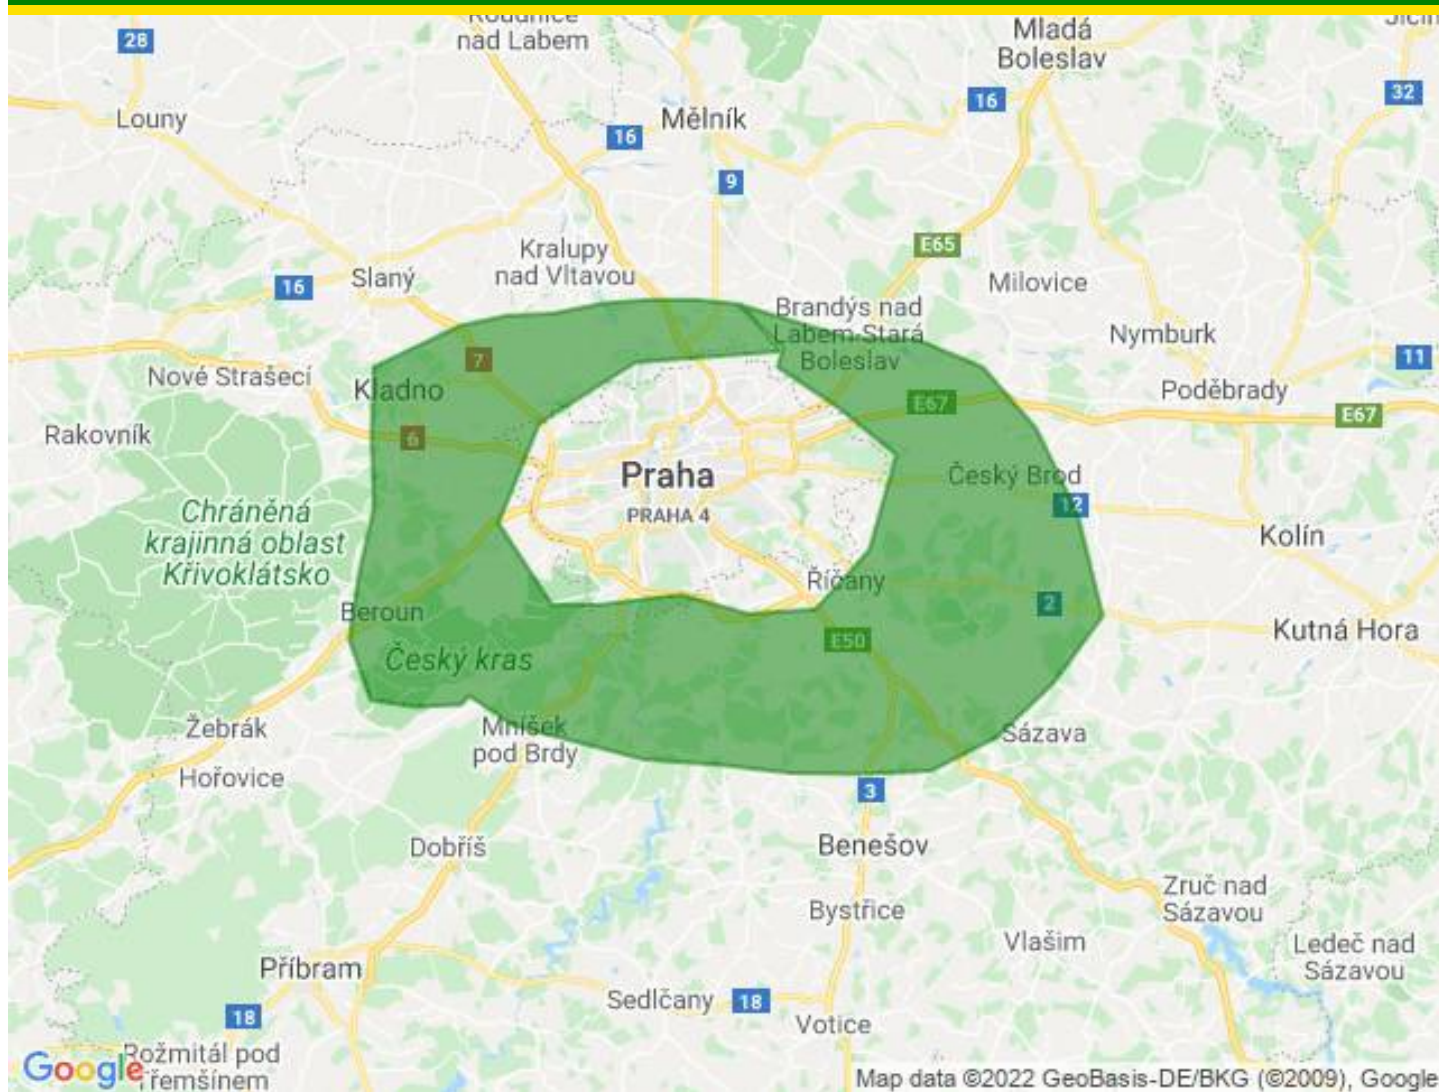 Roudnice
nad Labem
Mladá
Boleslav
28
16
32
Louny
Mělník
16
9
Kralupy
nad Vltavou
E65
Slaný
16
Milovice
Brandýs nad
Labem-Stará
Boleslav
Nymburk
7
11
Nové Strašecí
Kladno
Poděbrady
E67
E67
Rakovník
6
Praha
Český Brod
PRAHA 4
12
Chráněná
krajinná oblast
Křivoklátsko
Kolín
Říčany
Beroun
2
Kutná Hora
E50
Český kras
Žebrák
Mníšek
pod Brdy
Sázava
Hořovice
3
Dobříš
Benešov
Zruč nad
Sázavou
Bystřice
Vlašim
Ledeč nad
Sázavou
Příbram
Sedlčany
18
18
Votice
Rožmitál pod
Třemšínem
Google
Map data ©2022 GeoBasis-DE/BKG (©2009), Google